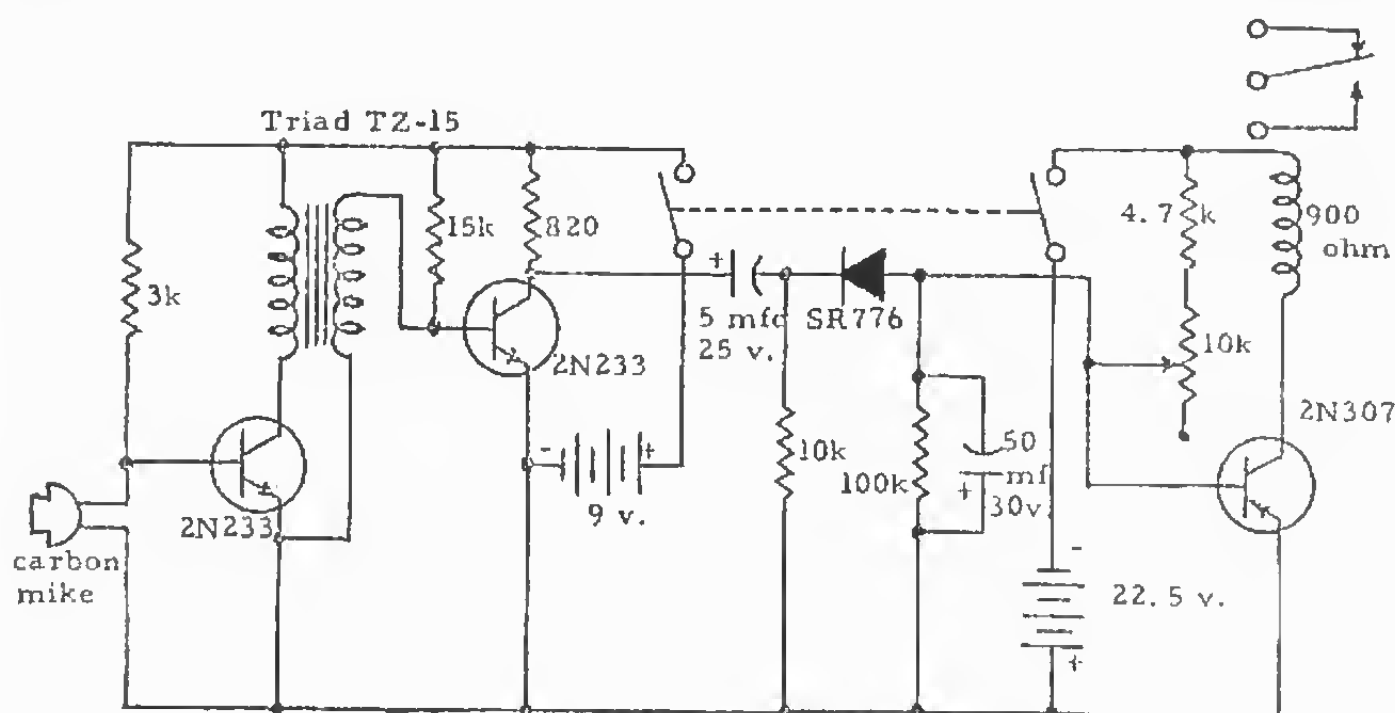 Triad TZ-15
3k
15k
820
2N233
2N233
carbon
mike
-
+
9 v.
+
5 mfd
25 v.
SR776
10k
100k
50
mf
+
30v
-
22.5 v.
+
4.7 k
10k
900
ohm
2N307